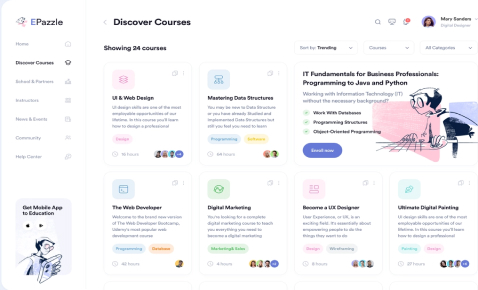 EPazzle
Home
Discover Courses
School & Partners
Instructors
News & Events
Community
Help Center
Get Mobile App
to Education
Discover Courses
Mary Sanders
Digital Designer
Showing 24 courses
Sort by: Trending
Courses
All Categories
UI & Web Design
UI design skills are one of the most
employable opportunities of our
lifetime. In this course you'll learn
how to design a professional
Design
Mastering Data Structures
You may be new to Data Structure
or you have already Studied and
Implemented Data Structures but
still you feel you need to learn
Programming
Software
64 hours
IT Fundamentals for Business Professionals:
Programming to Java and Python
Working with Information Technology (IT)
without the necessary background?
Work With Databases
Programming Structures
Object-Oriented Programming
Enroll now
The Web Developer
Welcome to the brand new version
of The Web Developer Bootcamp,
Udemy's most popular web
development course
Programming
Database
Digital Marketing
You're looking for a complete
digital marketing course to teach
you everything you need to
become a digital marketing
Marketing& Sales
Become a UX Designer
User Experience, or UX, is an
exciting field. It's essentially about
empowering people to do the
things they want to do.
Design
Wireframing
Ultimate Digital Painting
UI design skills are one of the most
employable opportunities of our
lifetime. In this course you'll learn
how to design a professional
Painting
Design
27 hours